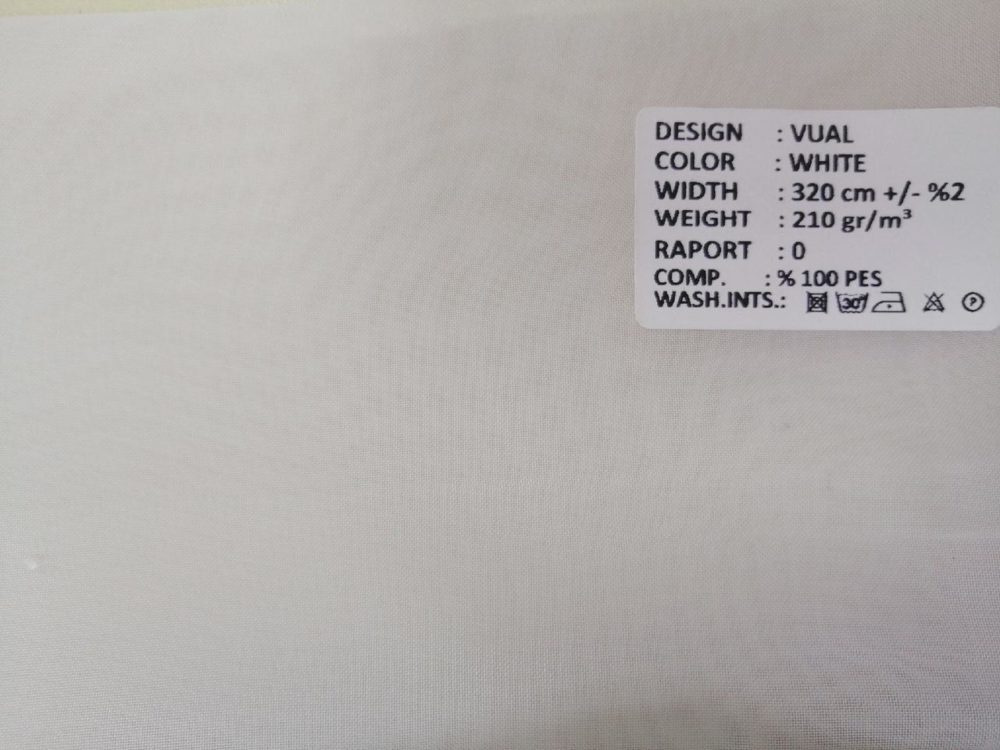 DESIGN : VUAL
COLOR : WHITE
WIDTH : 320 cm +/- %2
WEIGHT : 210 gr/m³
RAPORT : 0
COMP. : % 100 PES
WASH.INTS.: 30° P